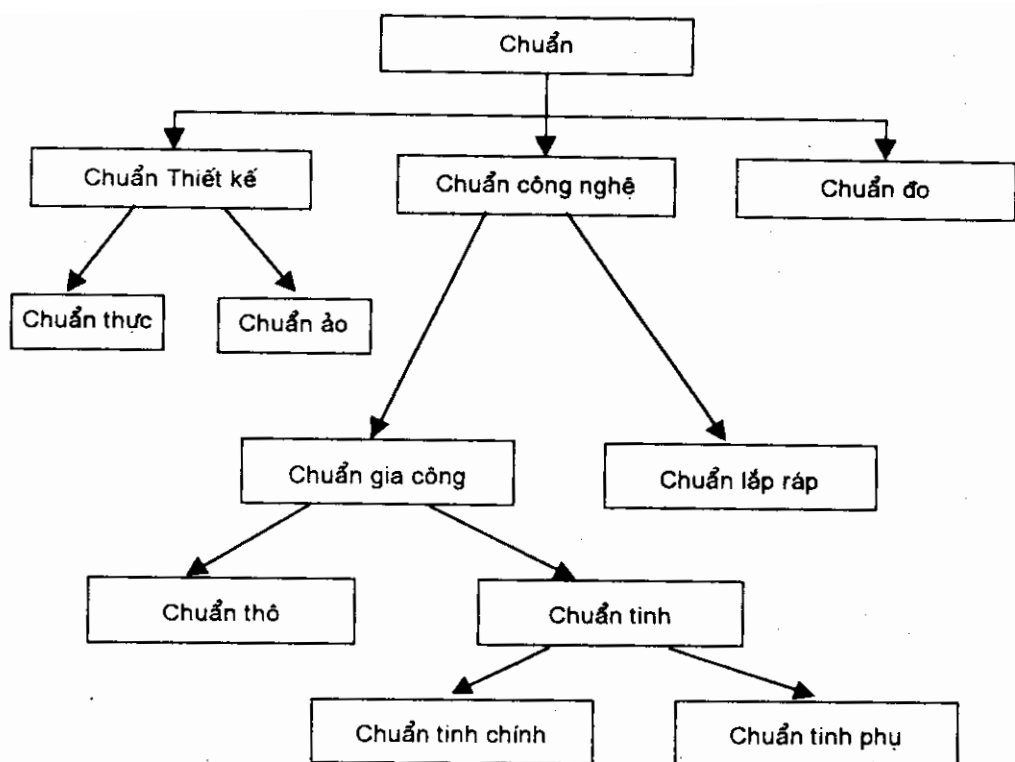 Chuẩn
Chuẩn Thiết kế
Chuẩn công nghệ
Chuẩn đo
Chuẩn thực
Chuẩn ảo
Chuẩn gia công
Chuẩn lắp ráp
Chuẩn thô
Chuẩn tinh
Chuẩn tinh chính
Chuẩn tinh phụ